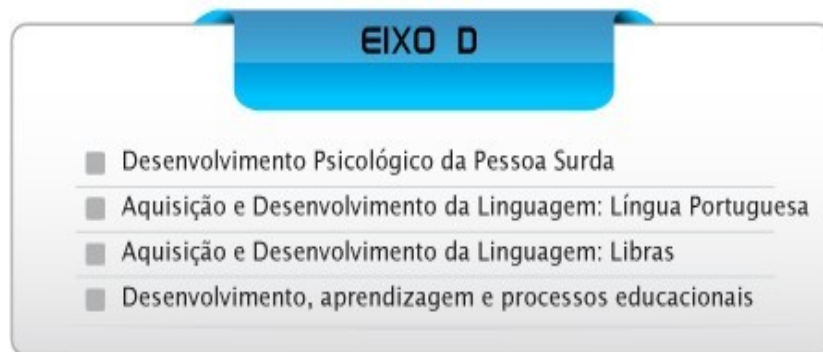 EIXO D
Desenvolvimento Psicológico da Pessoa Surda
Aquisição e Desenvolvimento da Linguagem: Língua Portuguesa
Aquisição e Desenvolvimento da Linguagem: Libras
Desenvolvimento, aprendizagem e processos educacionais